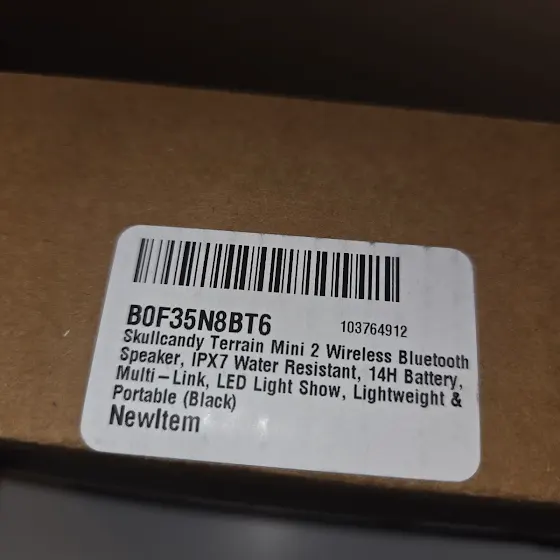 B0F35N8BT6 103764912
Skullcandy Terrain Mini 2 Wireless Bluetooth
Speaker, IPX7 Water Resistant, 14H Battery,
Multi-Link, LED Light Show, Lightweight &
Portable (Black)
NewItem